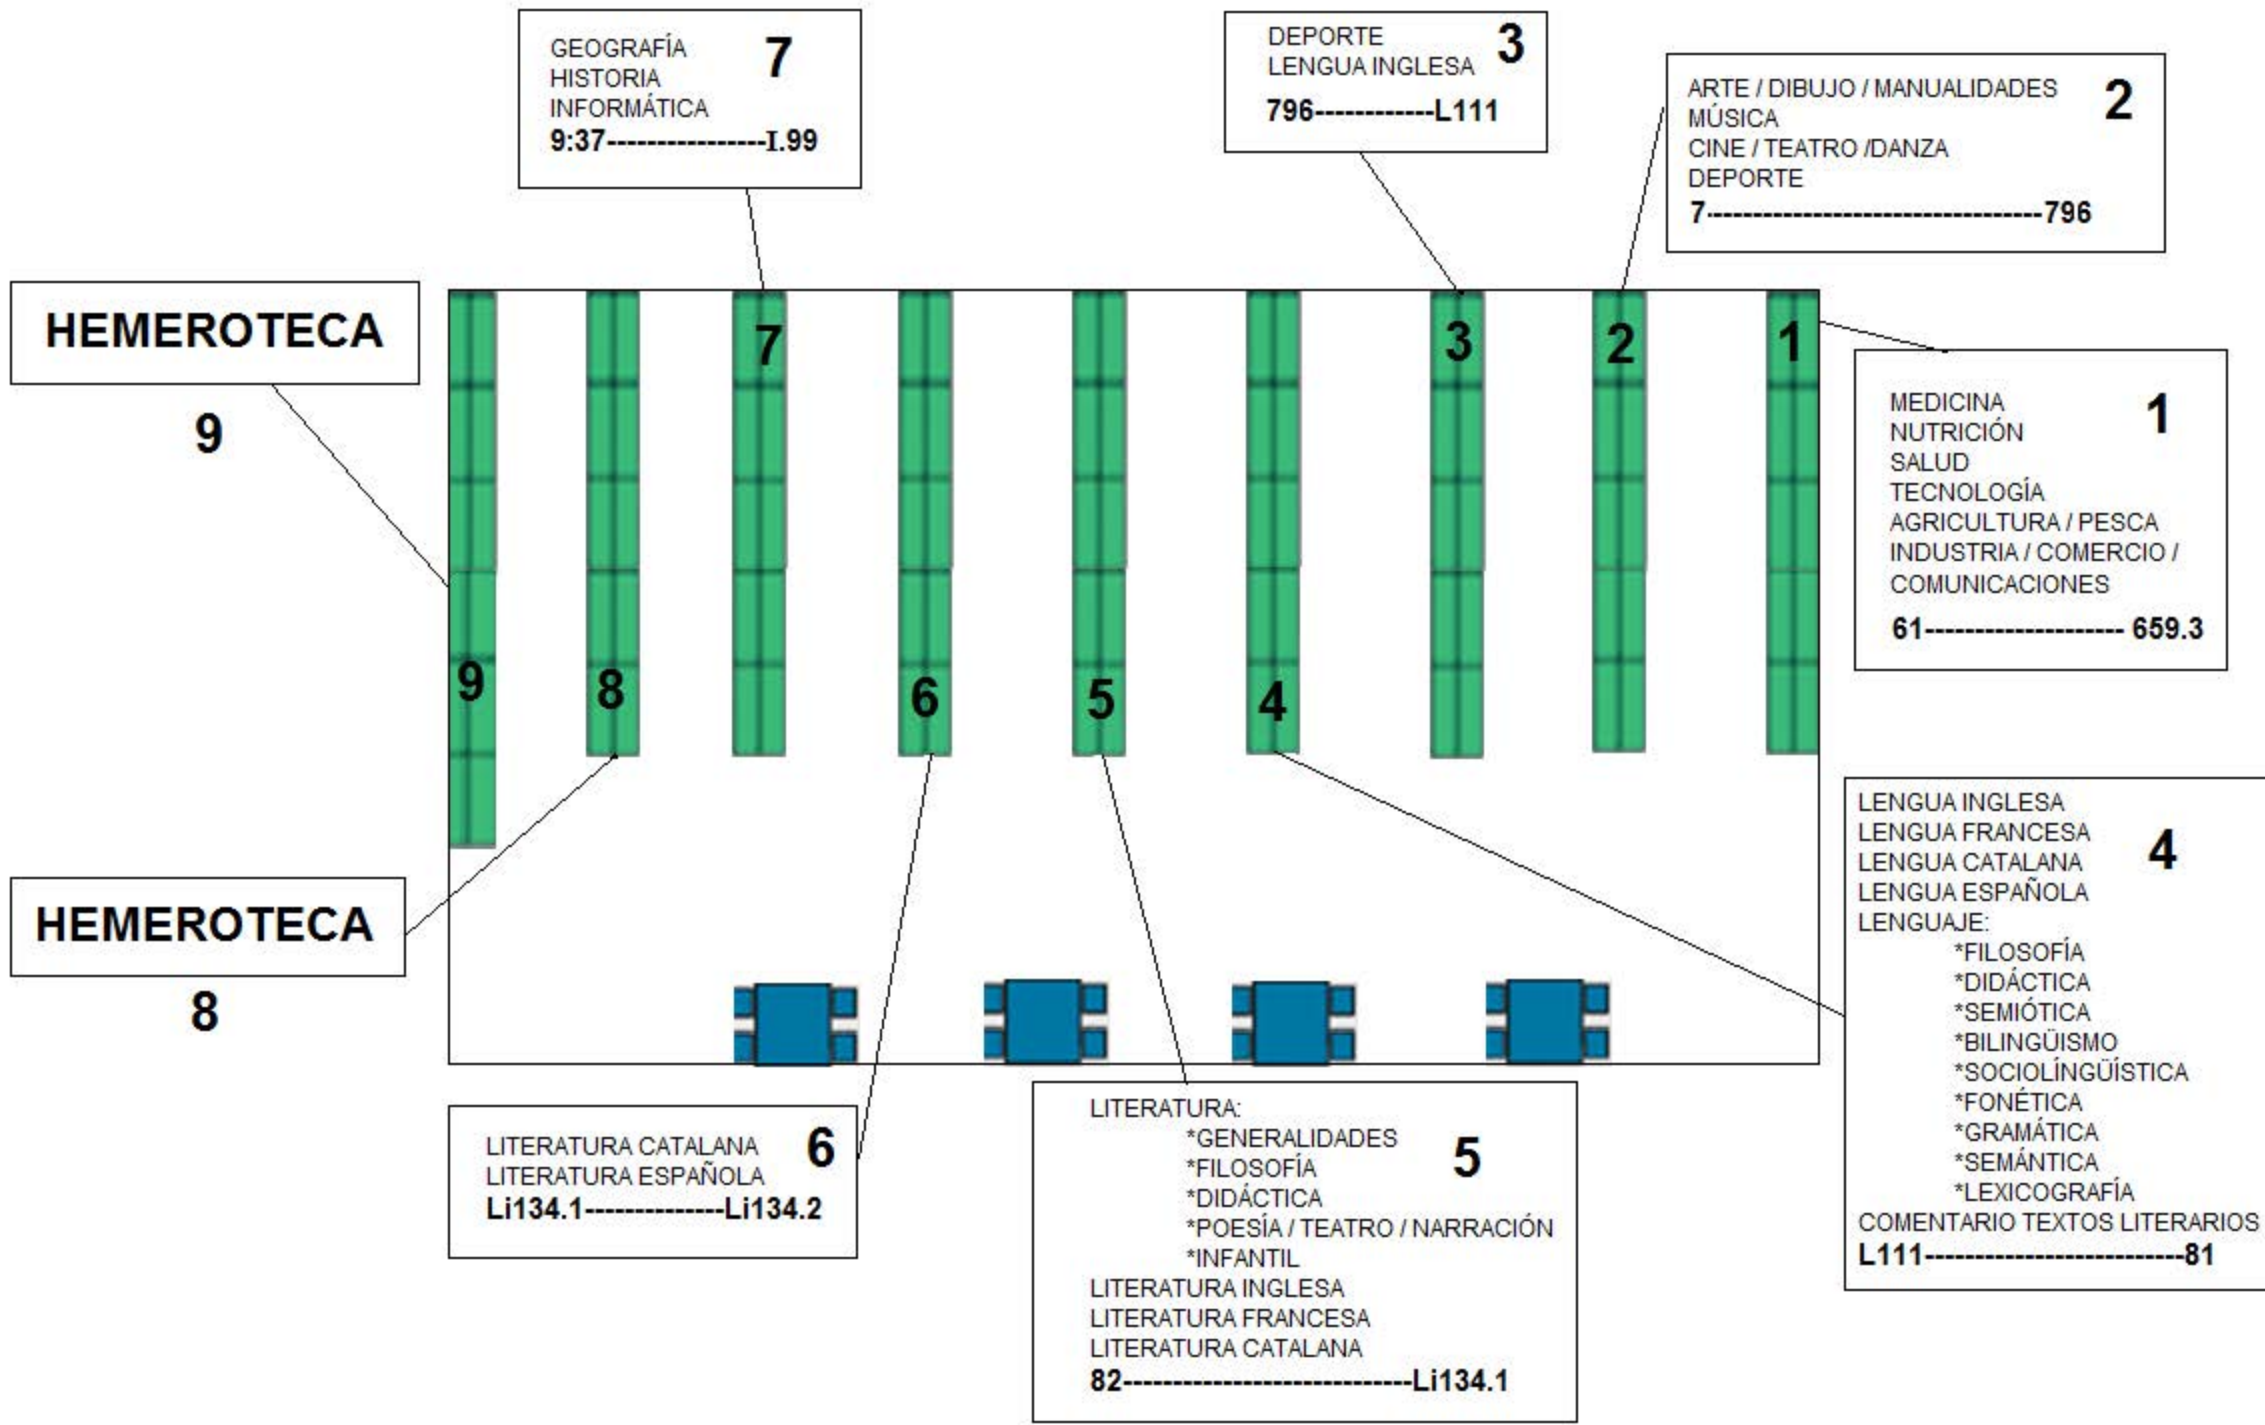 GEOGRAFÍA
HISTORIA
INFORMÁTICA
7
9:37----------------I.99
DEPORTE
LENGUA INGLESA
3
796------------L111
ARTE / DIBUJO / MANUALIDADES
MÚSICA
CINE / TEATRO /DANZA
DEPORTE
2
7----------------------------------796
HEMEROTECA
9
7
3
2
1
MEDICINA
NUTRICIÓN
SALUD
TECNOLOGÍA
AGRICULTURA / PESCA
INDUSTRIA / COMERCIO /
COMUNICACIONES
1
61-------------------- 659.3
9
8
6
5
4
HEMEROTECA
8
LENGUA INGLESA
LENGUA FRANCESA
LENGUA CATALANA
LENGUA ESPAÑOLA
LENGUAJE:
*FILOSOFÍA
*DIDÁCTICA
*SEMIÓTICA
*BILINGÜISMO
*SOCIOLÍNGÜÍSTICA
*FONÉTICA
*GRAMÁTICA
*SEMÁNTICA
*LEXICOGRAFÍA
COMENTARIO TEXTOS LITERARIOS
4
L111--------------------------81
LITERATURA CATALANA
LITERATURA ESPAÑOLA
6
Li134.1--------------Li134.2
LITERATURA:
*GENERALIDADES
*FILOSOFÍA
*DIDÁCTICA
*POESÍA / TEATRO / NARRACIÓN
*INFANTIL
LITERATURA INGLESA
LITERATURA FRANCESA
LITERATURA CATALANA
5
82-----------------------------Li134.1